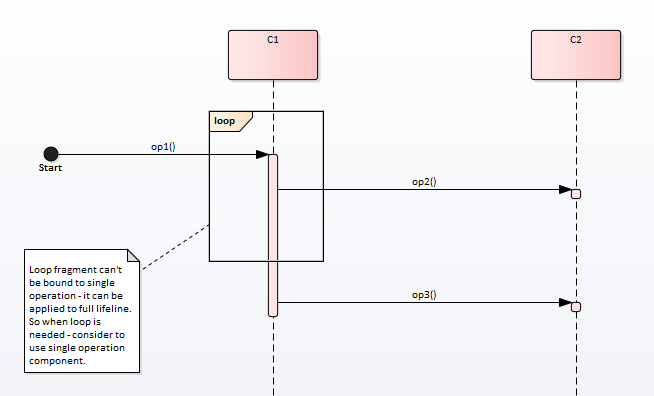 C1
C2
loop
op1()
Start
op2()
Loop fragment can't
be bound to single
operation - it can be
applied to full lifeline.
So when loop is
needed - consider to
use single operation
component.
op3()